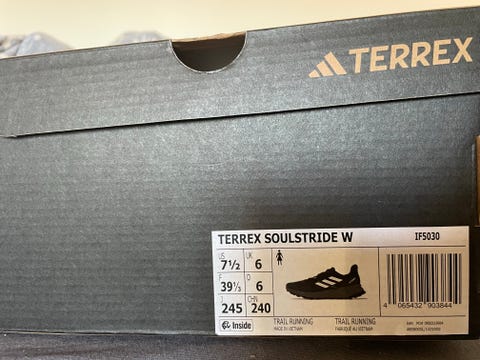 TERREX
TERREX SOULSTRIDE W IF5030
US UK
7½ 6
F D
39⅓ 6
J CHN
245 240
Inside
TRAIL RUNNING TRAIL RUNNING
MADE IN VIETNAM FABRIQUÉ AU VIETNAM
4 065432 903844